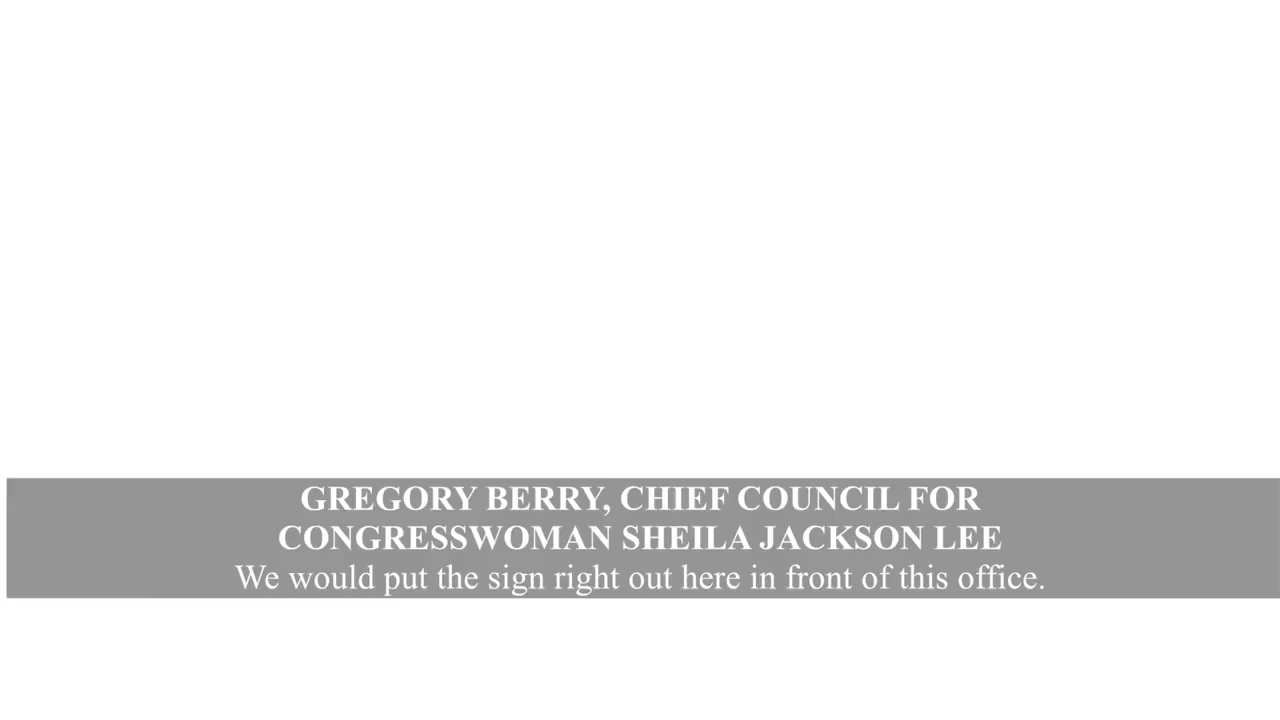 GREGORY BERRY, CHIEF COUNCIL FOR
CONGRESSWOMAN SHEILA JACKSON LEE
We would put the sign right out here in front of this office.